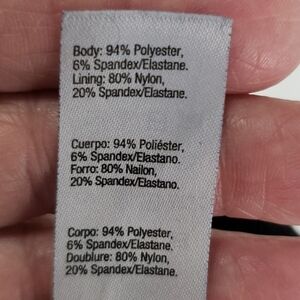 Body: 94% Polyester,
6% Spandex/Elastane.
Lining: 80% Nylon,
20% Spandex/Elastane.
Cuerpo: 94% Poliéster,
6% Spandex/Elastano.
Forro: 80% Nailon,
20% Spandex/Elastano.
Corpo: 94% Polyester,
6% Spandex/Elastane.
Doublure: 80% Nylon,
20% Spandex/Elastane.